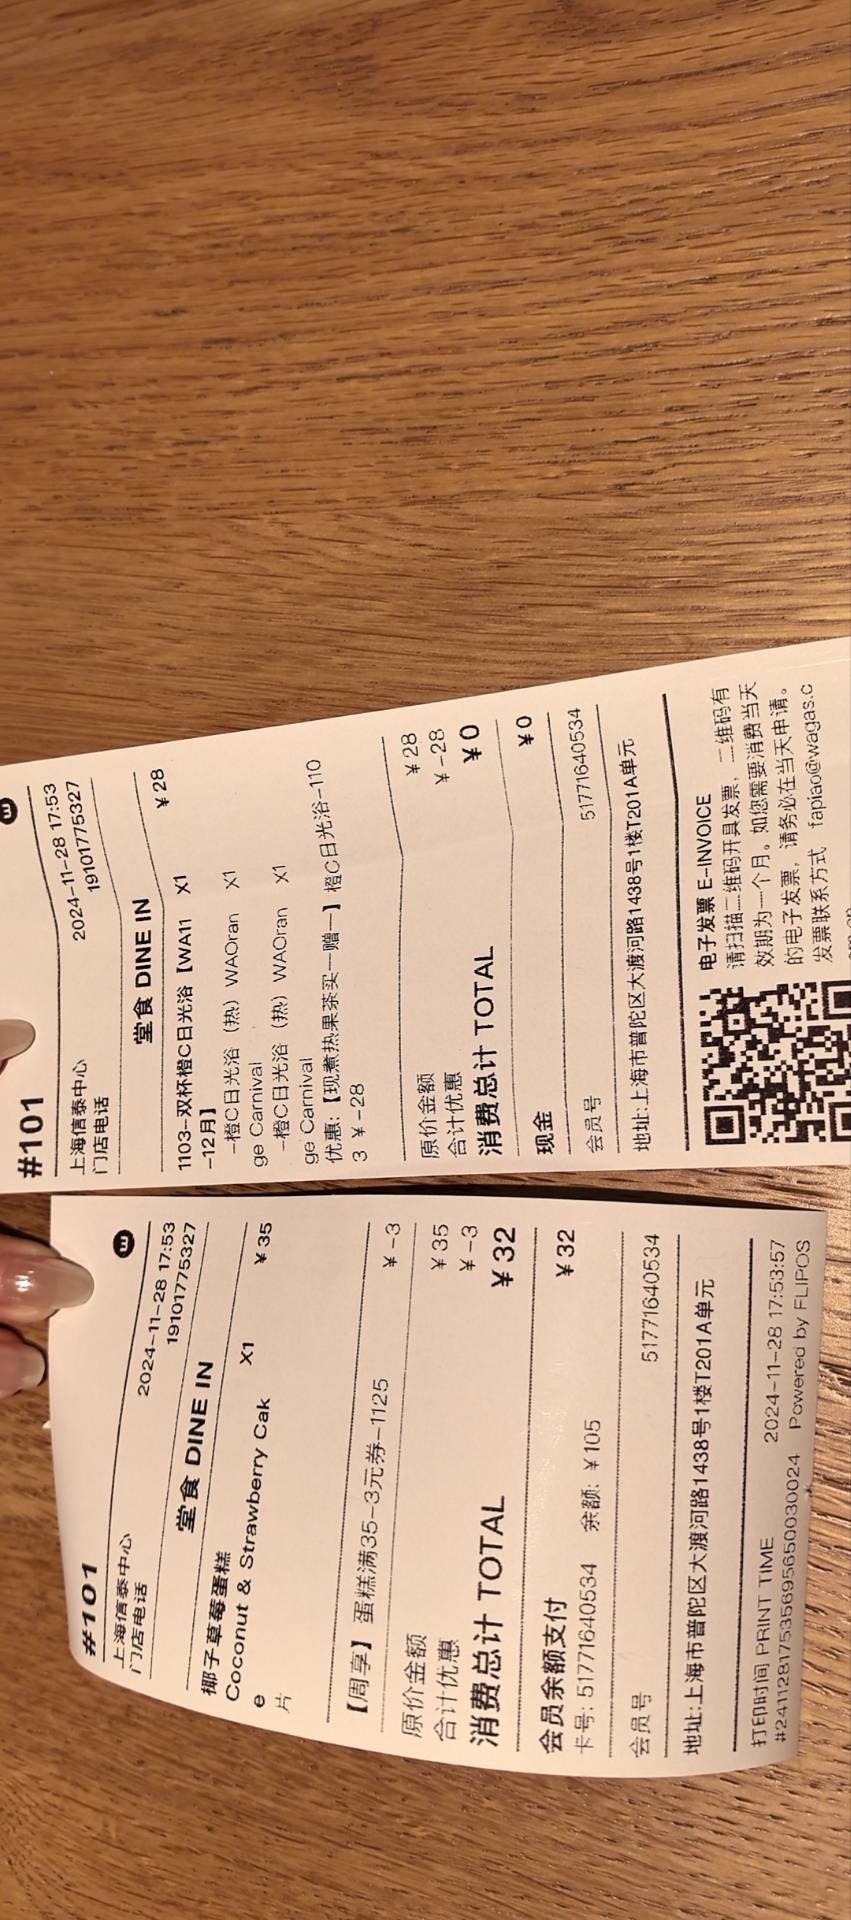 #101
上海信泰中心 2024-11-28 17:53
门店电话 19101775327
堂食 DINE IN
1103-双杯橙C日光浴【WA11 X1 ¥28
-12月】
-橙C日光浴（热）WAOran X1
ge Carnival
-橙C日光浴（热）WAOran X1
ge Carnival
优惠:【现煮热果茶买一赠一】橙C日光浴-110
3 ¥-28
原价金额 ¥28
合计优惠 ¥-28
消费总计 TOTAL ¥0
现金 ¥0
会员号 51771640534
地址:上海市普陀区大渡河路1438号1楼T201A单元
电子发票 E-INVOICE
请扫描二维码开具发票，二维码有
效期为一个月。如您需要消费当天
的电子发票，请务必在当天申请。
发票联系方式 fapiao@wagas.c
#101
上海信泰中心 2024-11-28 17:53
门店电话 19101775327
堂食 DINE IN
椰子草莓蛋糕 X1 ¥35
Coconut & Strawberry Cak
e
片
【周享】蛋糕满35-3元券-1125 ¥-3
原价金额 ¥35
合计优惠 ¥-3
消费总计 TOTAL ¥32
会员余额支付 ¥32
卡号: 51771640534 余额: ¥105
会员号 51771640534
地址:上海市普陀区大渡河路1438号1楼T201A单元
打印时间 PRINT TIME 2024-11-28 17:53:57
#2411281753569565003​0024 Powered by FLIPOS